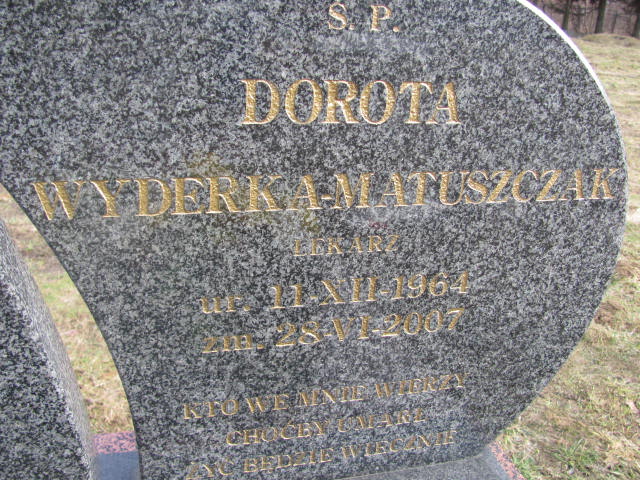 Ś. P.
DOROTA
WYDERKA-MATUSZCZAK
LEKARZ
ur. 11-XII-1964
zm. 28-VI-2007
KTO WE MNIE WIERZY
CHOĆBY UMARŁ
ŻYĆ BĘDZIE WIECZNIE